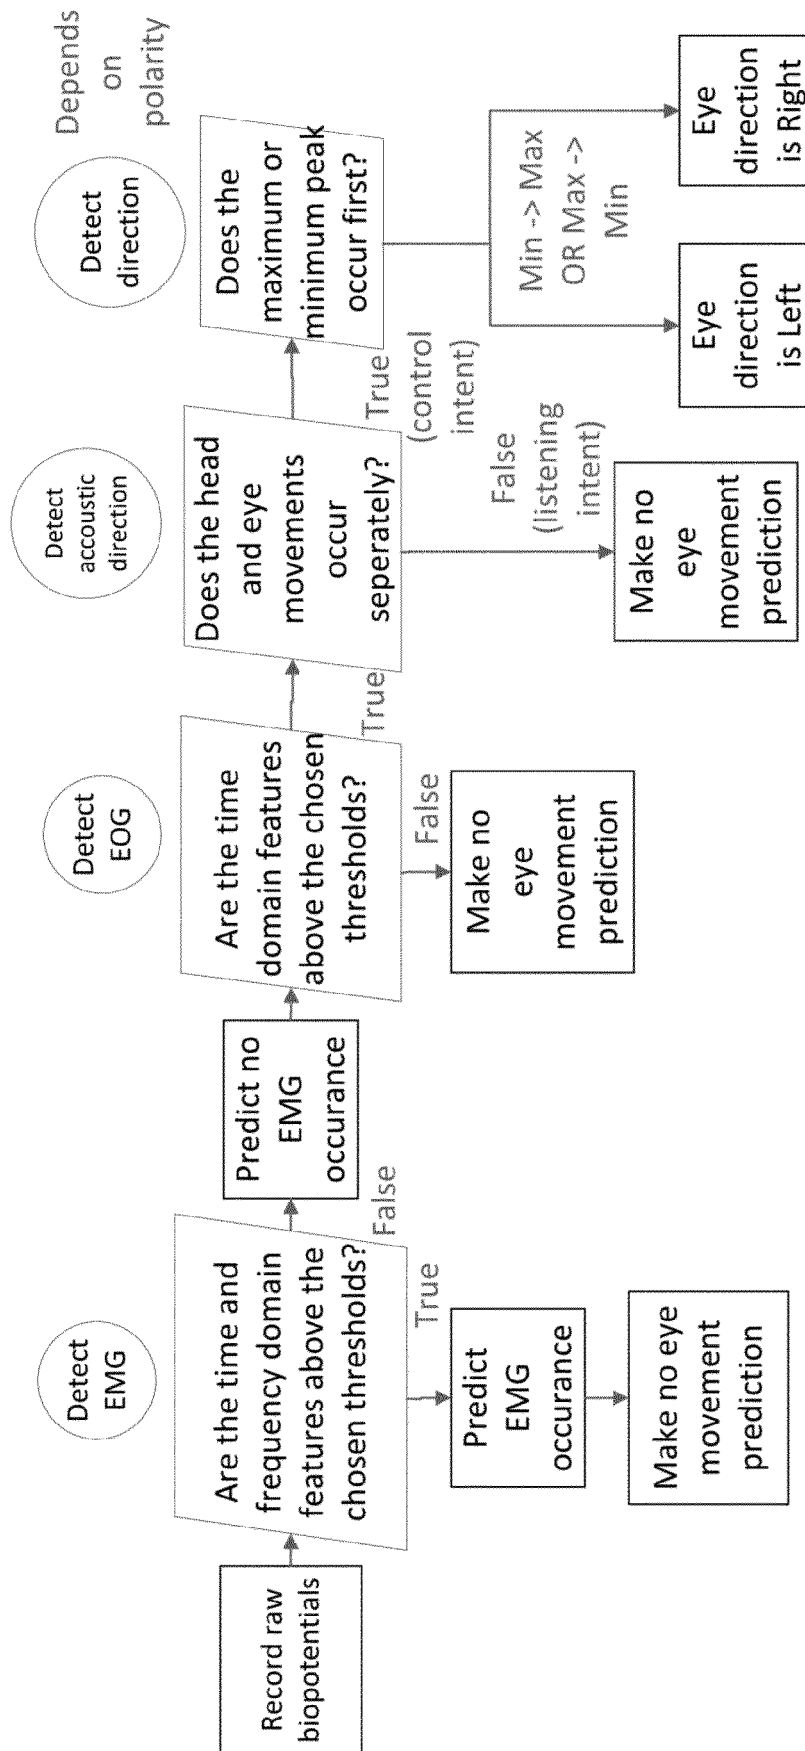 Record raw
biopotentials
Detect
EMG
Are the time and
frequency domain
features above the
chosen thresholds?
True
False
Predict
EMG
occurance
Make no eye
movement
prediction
Predict no
EMG
occurance
Detect
EOG
Are the time
domain features
above the chosen
thresholds?
False
True
Make no
eye
movement
prediction
Detect
accoustic
direction
Does the head
and eye
movements
occur
seperately?
False
(listening
intent)
True
(control
intent)
Make no
eye
movement
prediction
Detect
direction
Depends
on
polarity
Does the
maximum or
minimum peak
occur first?
Min -> Max
OR Max ->
Min
Eye
direction
is Left
Eye
direction
is Right